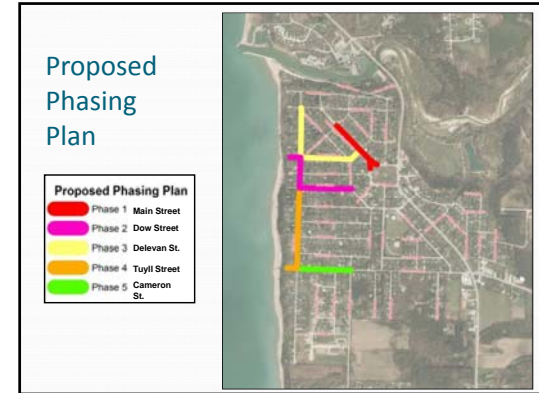 Proposed
Phasing
Plan
Proposed Phasing Plan
Phase 1 Main Street
Phase 2 Dow Street
Phase 3 Delevan St.
Phase 4 Tuyll Street
Phase 5 Cameron
St.